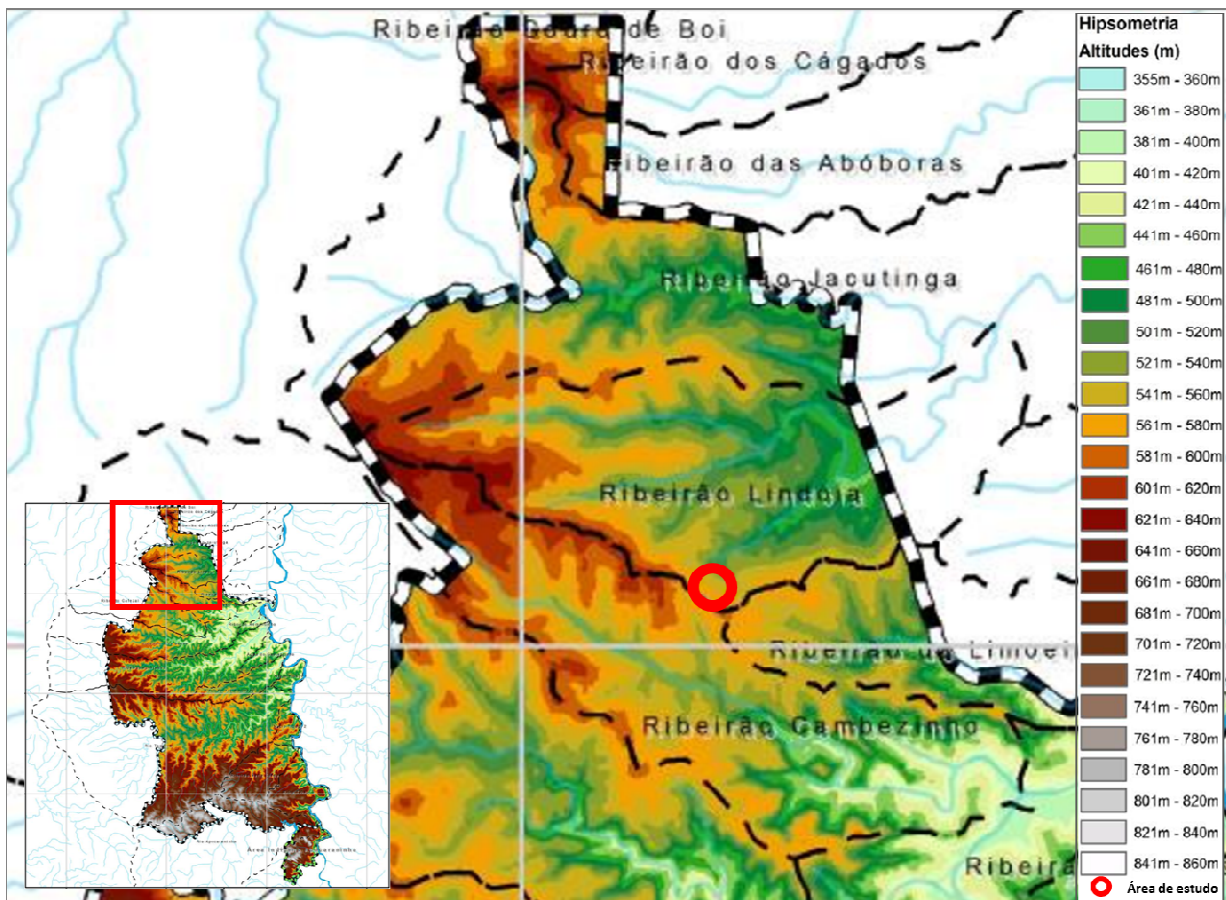 Ribeirão Couro de Boi
Ribeirão dos Cágados
Ribeirão das Abóboras
Ribeirão Jacutinga
Ribeirão Lindoia
Ribeirão Cambezinho
Hipsometria
Altitudes (m)
355m - 360m
361m - 380m
381m - 400m
401m - 420m
421m - 440m
441m - 460m
461m - 480m
481m - 500m
501m - 520m
521m - 540m
541m - 560m
561m - 580m
581m - 600m
601m - 620m
621m - 640m
641m - 660m
661m - 680m
681m - 700m
701m - 720m
721m - 740m
741m - 760m
761m - 780m
781m - 800m
801m - 820m
821m - 840m
841m - 860m
Área de estudo